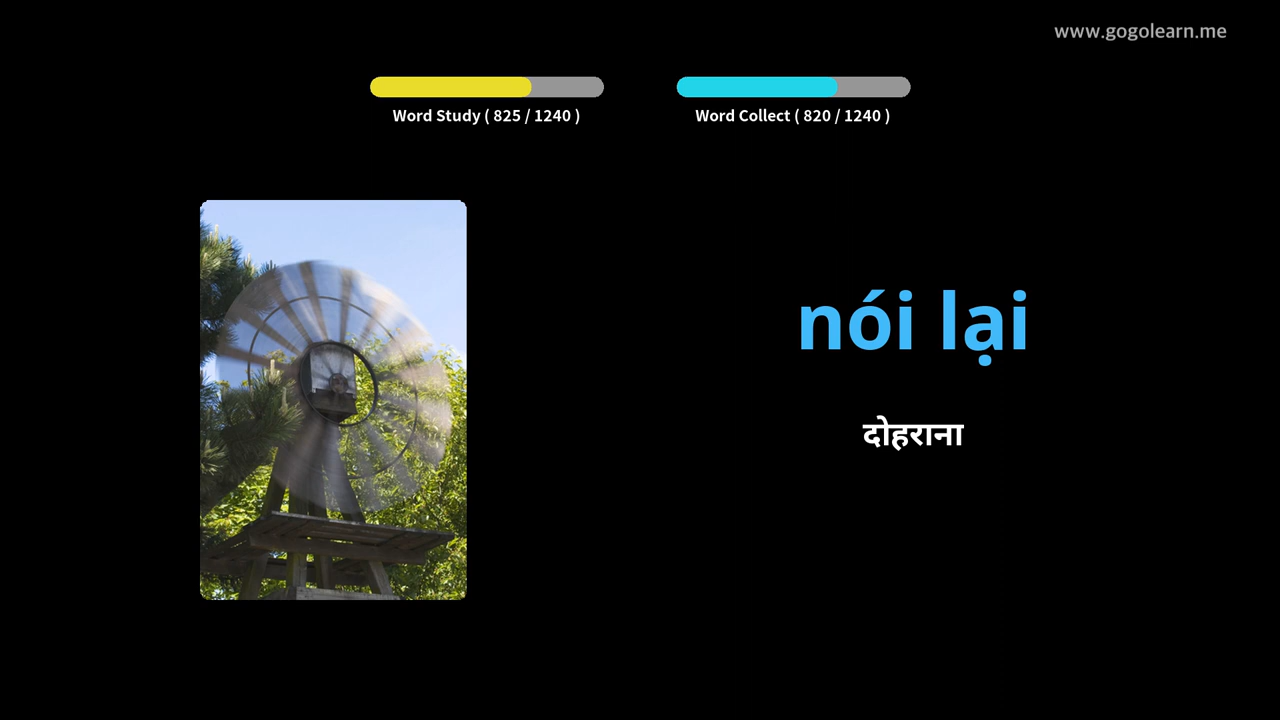 www.gogolearn.me
Word Study ( 825 / 1240 )
Word Collect ( 820 / 1240 )
nói lại
दोहराना